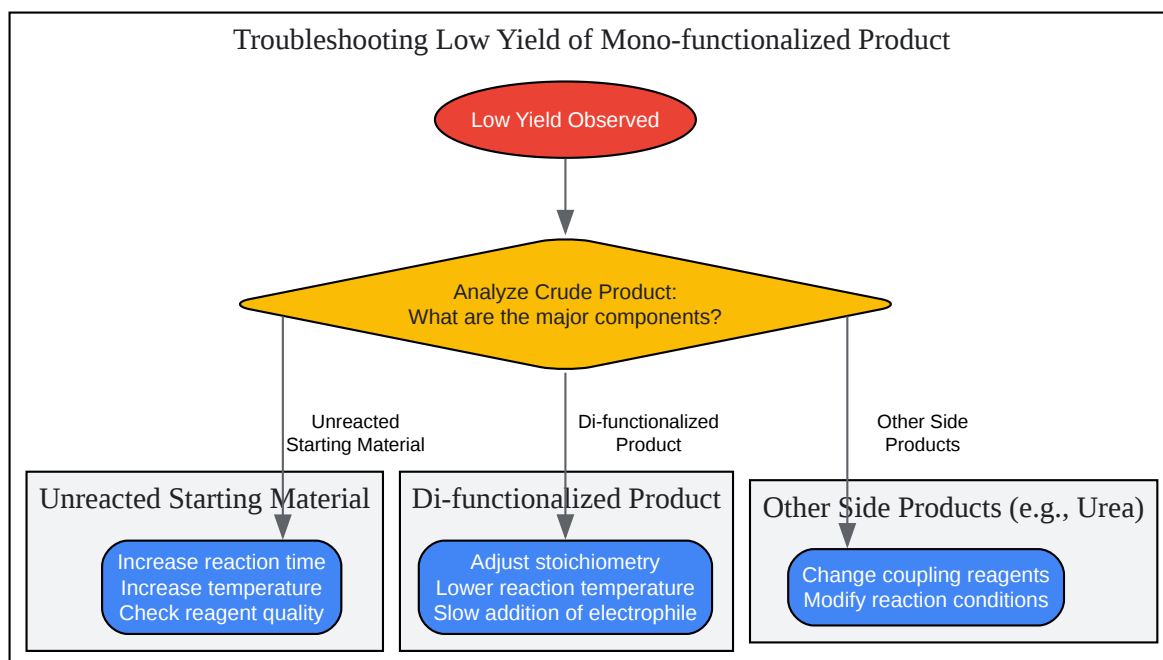 Troubleshooting Low Yield of Mono-functionalized Product
Low Yield Observed
Analyze Crude Product:
What are the major components?
Unreacted
Starting Material
Di-functionalized
Product
Other Side
Products
Unreacted Starting Material
Increase reaction time
Increase temperature
Check reagent quality
Di-functionalized Product
Adjust stoichiometry
Lower reaction temperature
Slow addition of electrophile
Other Side Products (e.g., Urea)
Change coupling reagents
Modify reaction conditions